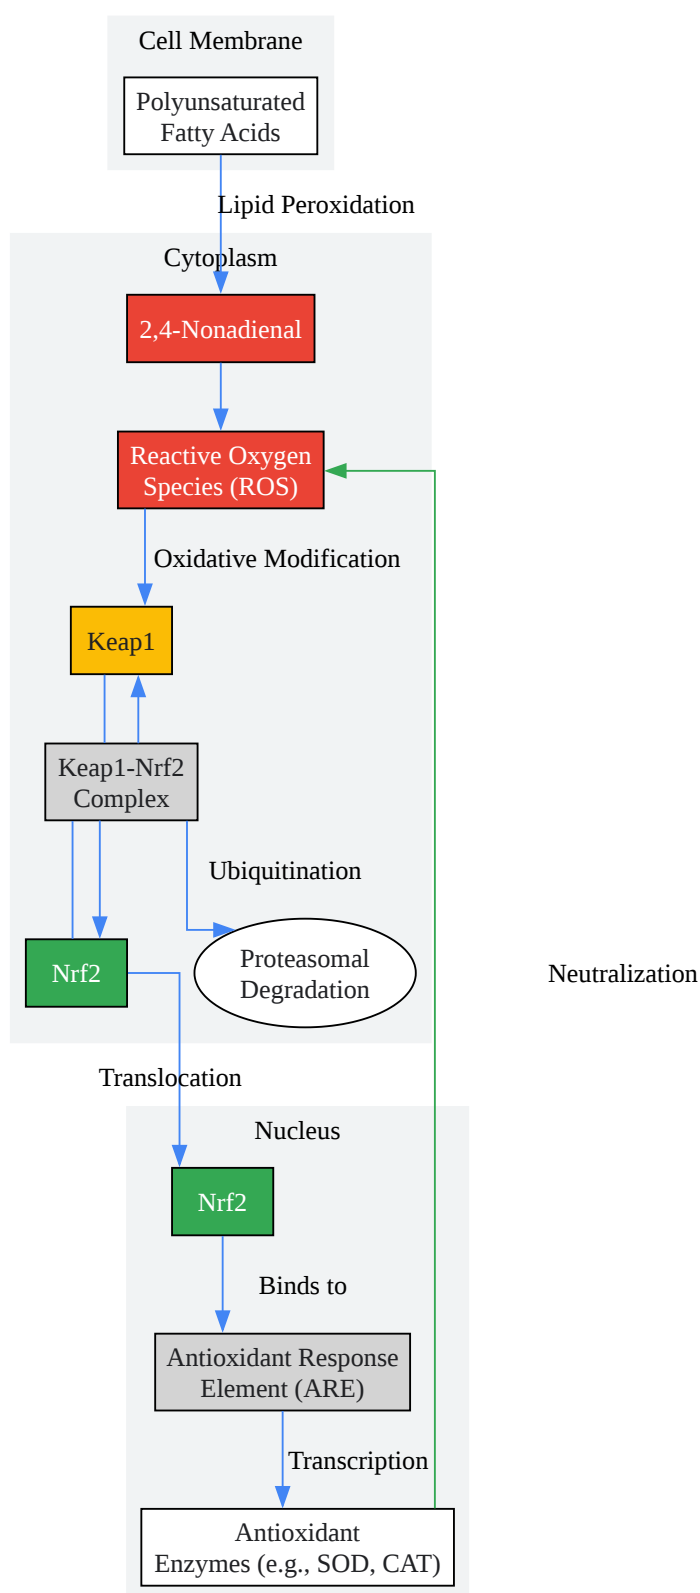 Cell Membrane
Polyunsaturated
Fatty Acids
Lipid Peroxidation
Cytoplasm
2,4-Nonadienal
Reactive Oxygen
Species (ROS)
Oxidative Modification
Keap1
Keap1-Nrf2
Complex
Ubiquitination
Nrf2
Proteasomal
Degradation
Neutralization
Translocation
Nucleus
Nrf2
Binds to
Antioxidant Response
Element (ARE)
Transcription
Antioxidant
Enzymes (e.g., SOD, CAT)